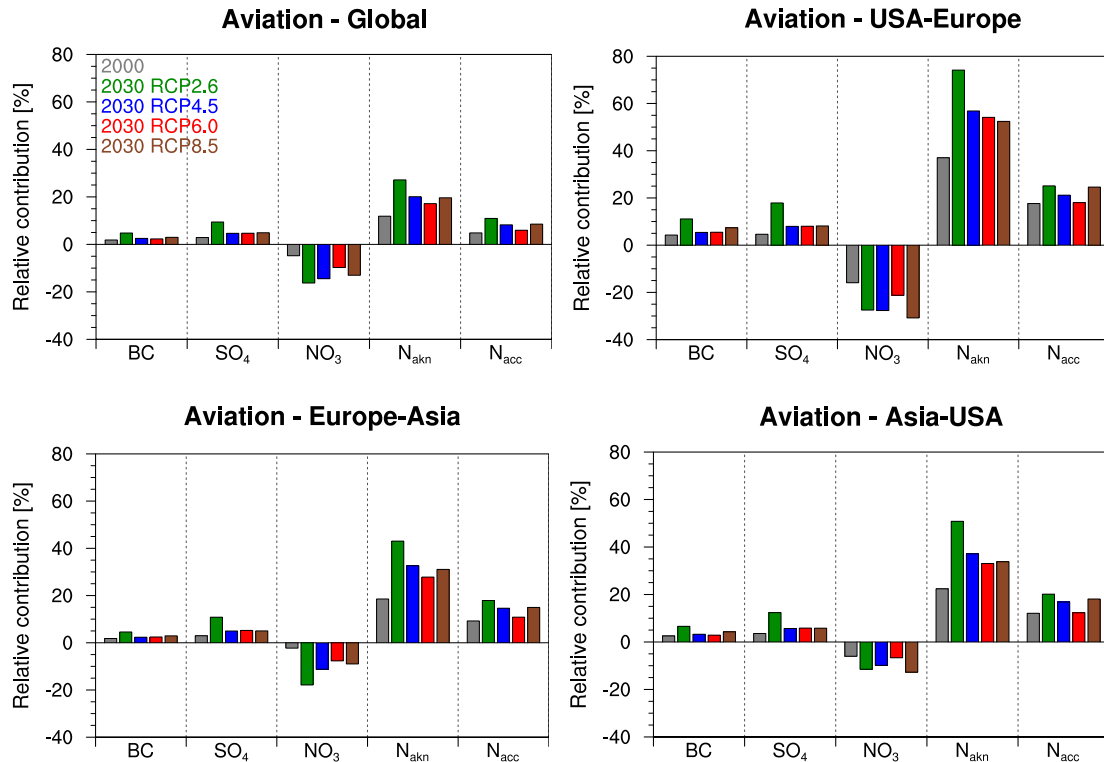 Aviation - Global
Relative contribution [%]
80
60
40
20
0
-20
-40
2000
2030 RCP2.6
2030 RCP4.5
2030 RCP6.0
2030 RCP8.5
BC SO₄ NO₃ Nₐₖₙ N_acc
Aviation - USA-Europe
Relative contribution [%]
80
60
40
20
0
-20
-40
BC SO₄ NO₃ Nₐₖₙ N_acc
Aviation - Europe-Asia
Relative contribution [%]
80
60
40
20
0
-20
-40
BC SO₄ NO₃ Nₐₖₙ N_acc
Aviation - Asia-USA
Relative contribution [%]
80
60
40
20
0
-20
-40
BC SO₄ NO₃ Nₐₖₙ N_acc